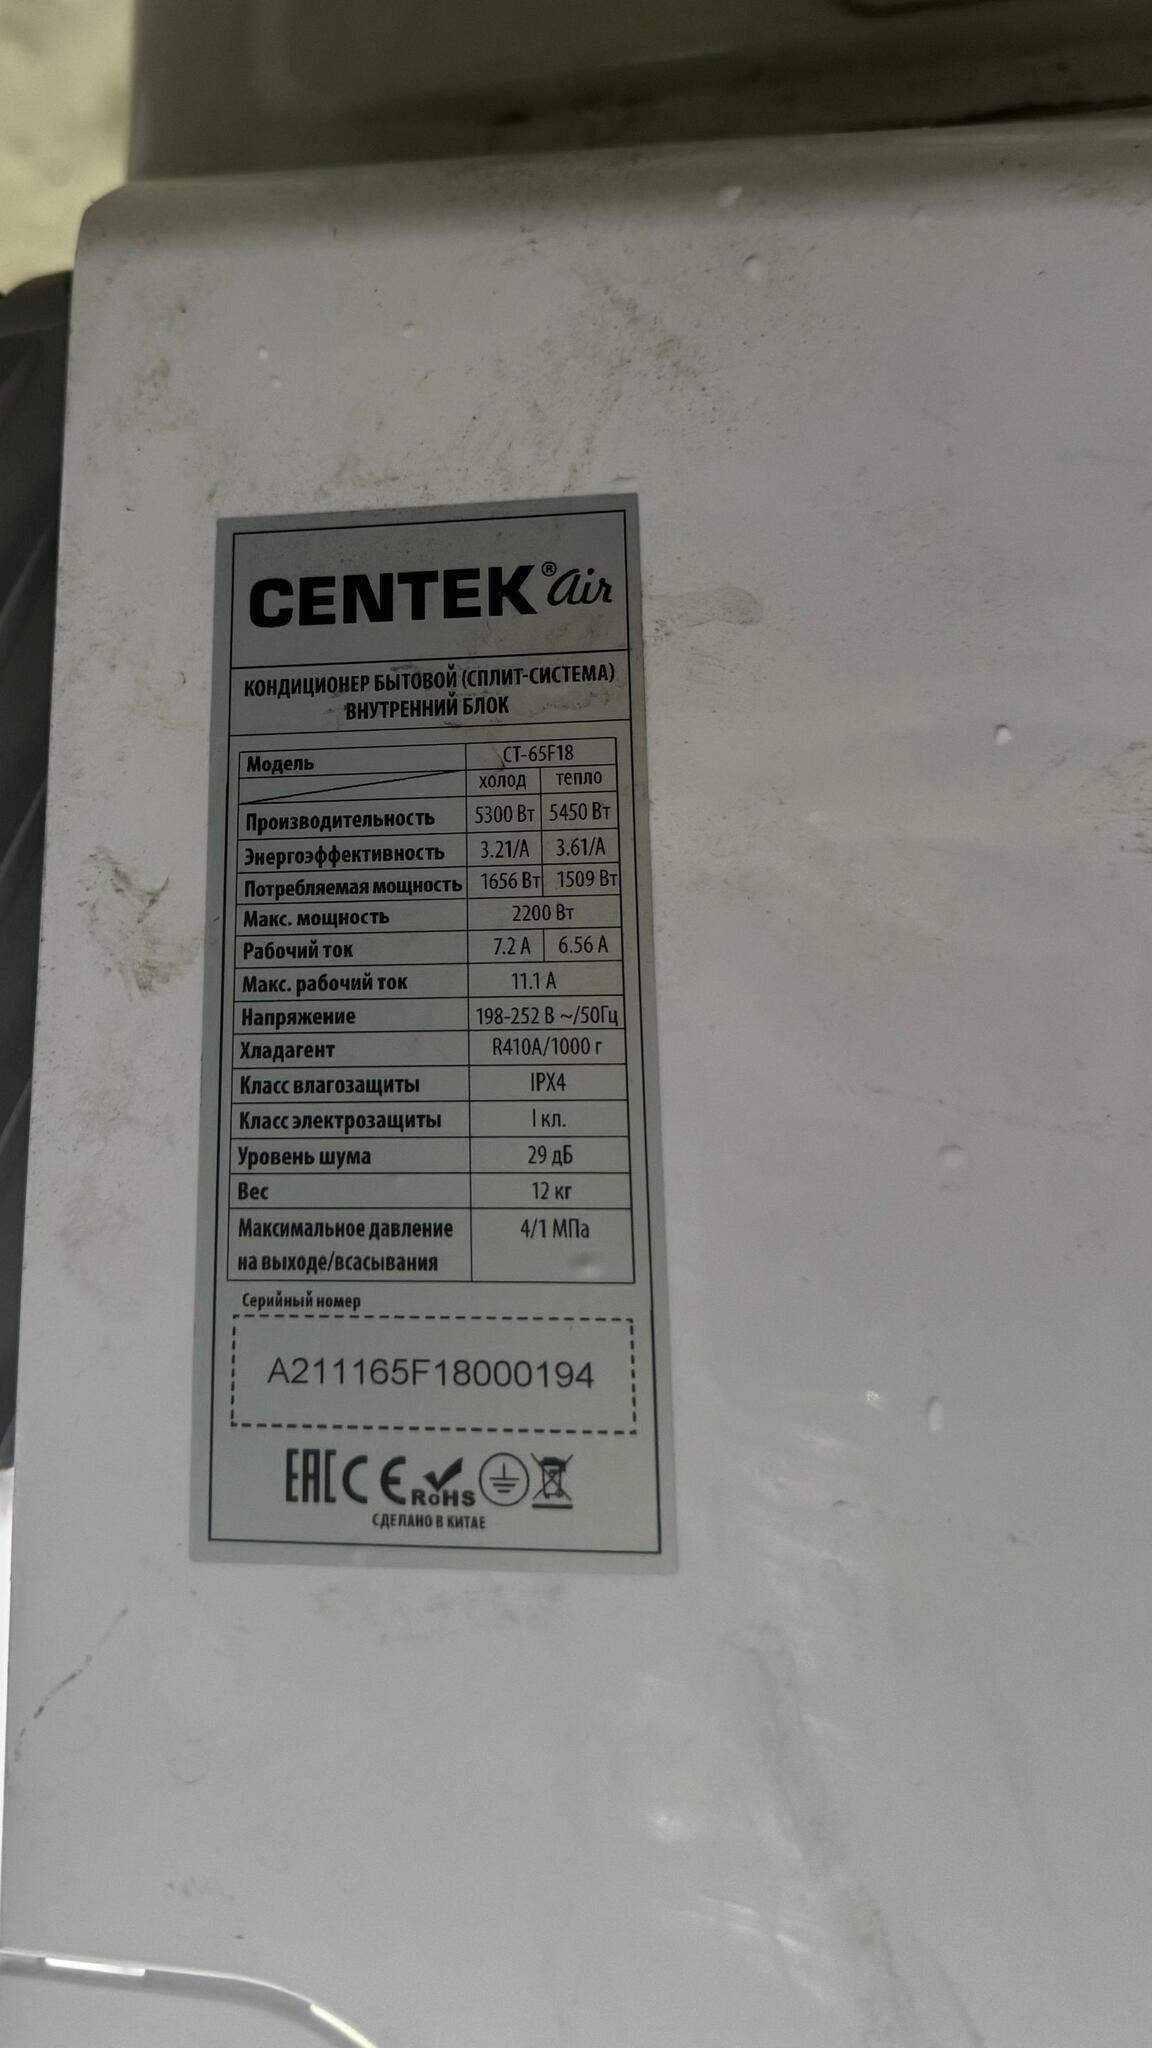 CENTEK® air
КОНДИЦИОНЕР БЫТОВОЙ (СПЛИТ-СИСТЕМА)
ВНУТРЕННИЙ БЛОК
Модель CT-65F18
холод тепло
Производительность 5300 Вт 5450 Вт
Энергоэффективность 3.21/A 3.61/A
Потребляемая мощность 1656 Вт 1509 Вт
Макс. мощность 2200 Вт
Рабочий ток 7.2 А 6.56 А
Макс. рабочий ток 11.1 А
Напряжение 198-252 В ~/50Гц
Хладагент R410A/1000 г
Класс влагозащиты IPX4
Класс электрозащиты I кл.
Уровень шума 29 дБ
Вес 12 кг
Максимальное давление 4/1 МПа
на выходе/всасывания
Серийный номер
A211165F18000194
EAC CE RoHS
СДЕЛАНО В КИТАЕ